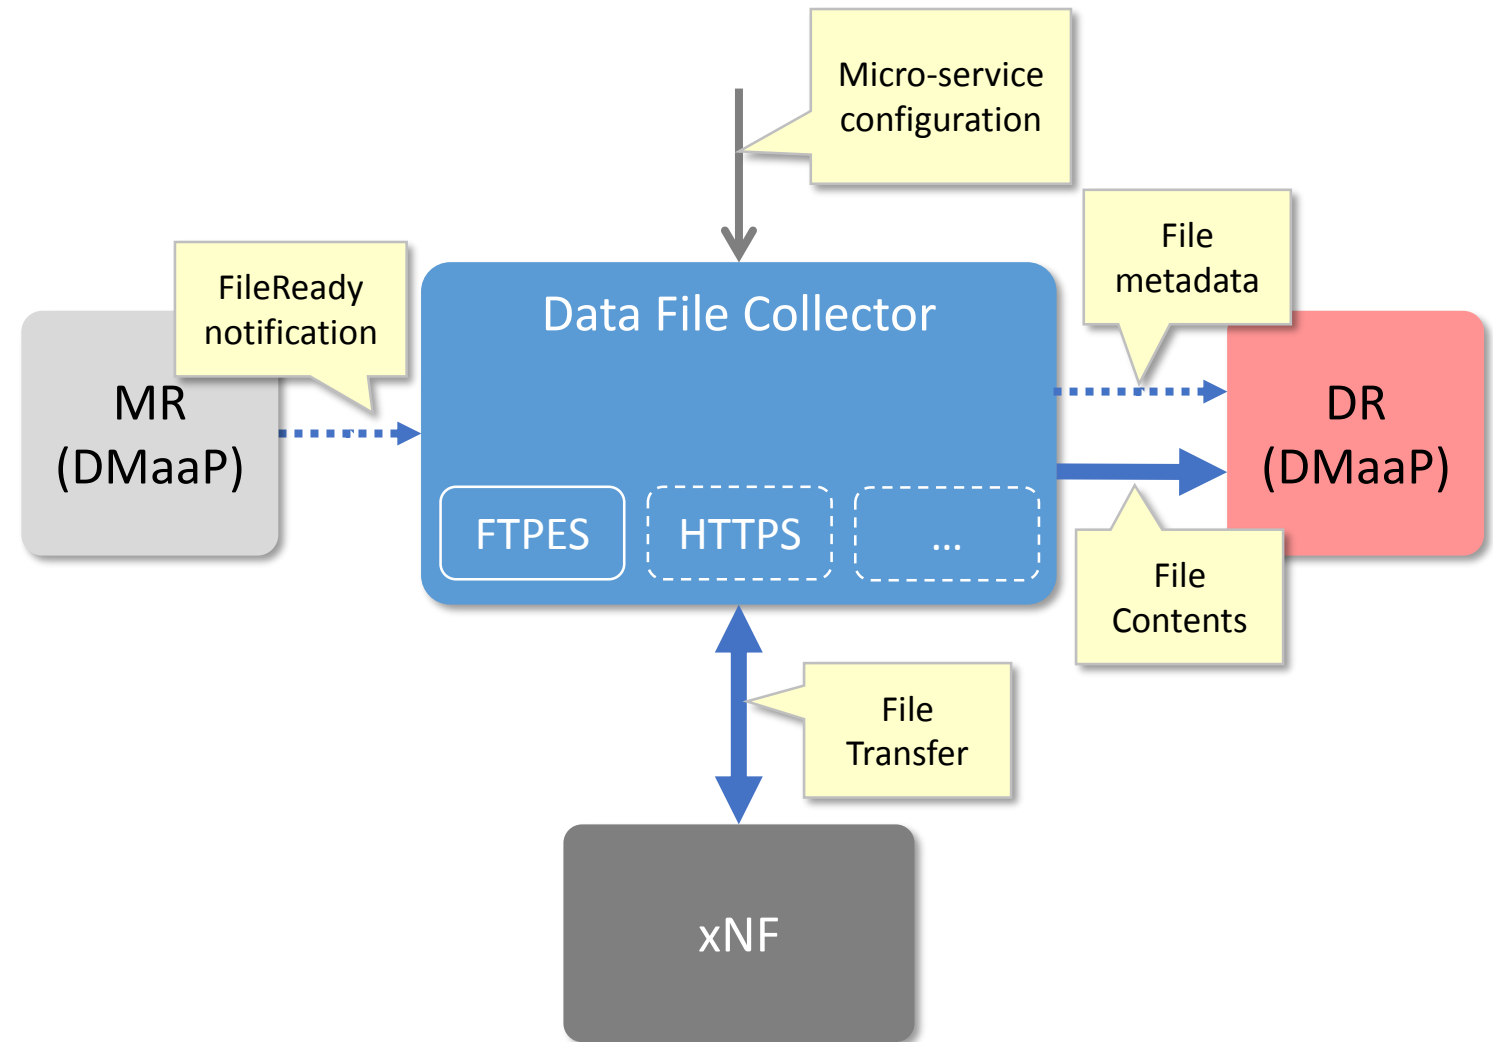 Micro-service
configuration
File
metadata
FileReady
notification
Data File Collector
MR
(DMaaP)
DR
(DMaaP)
FTPES
HTTPS
...
File
Contents
File
Transfer
xNF